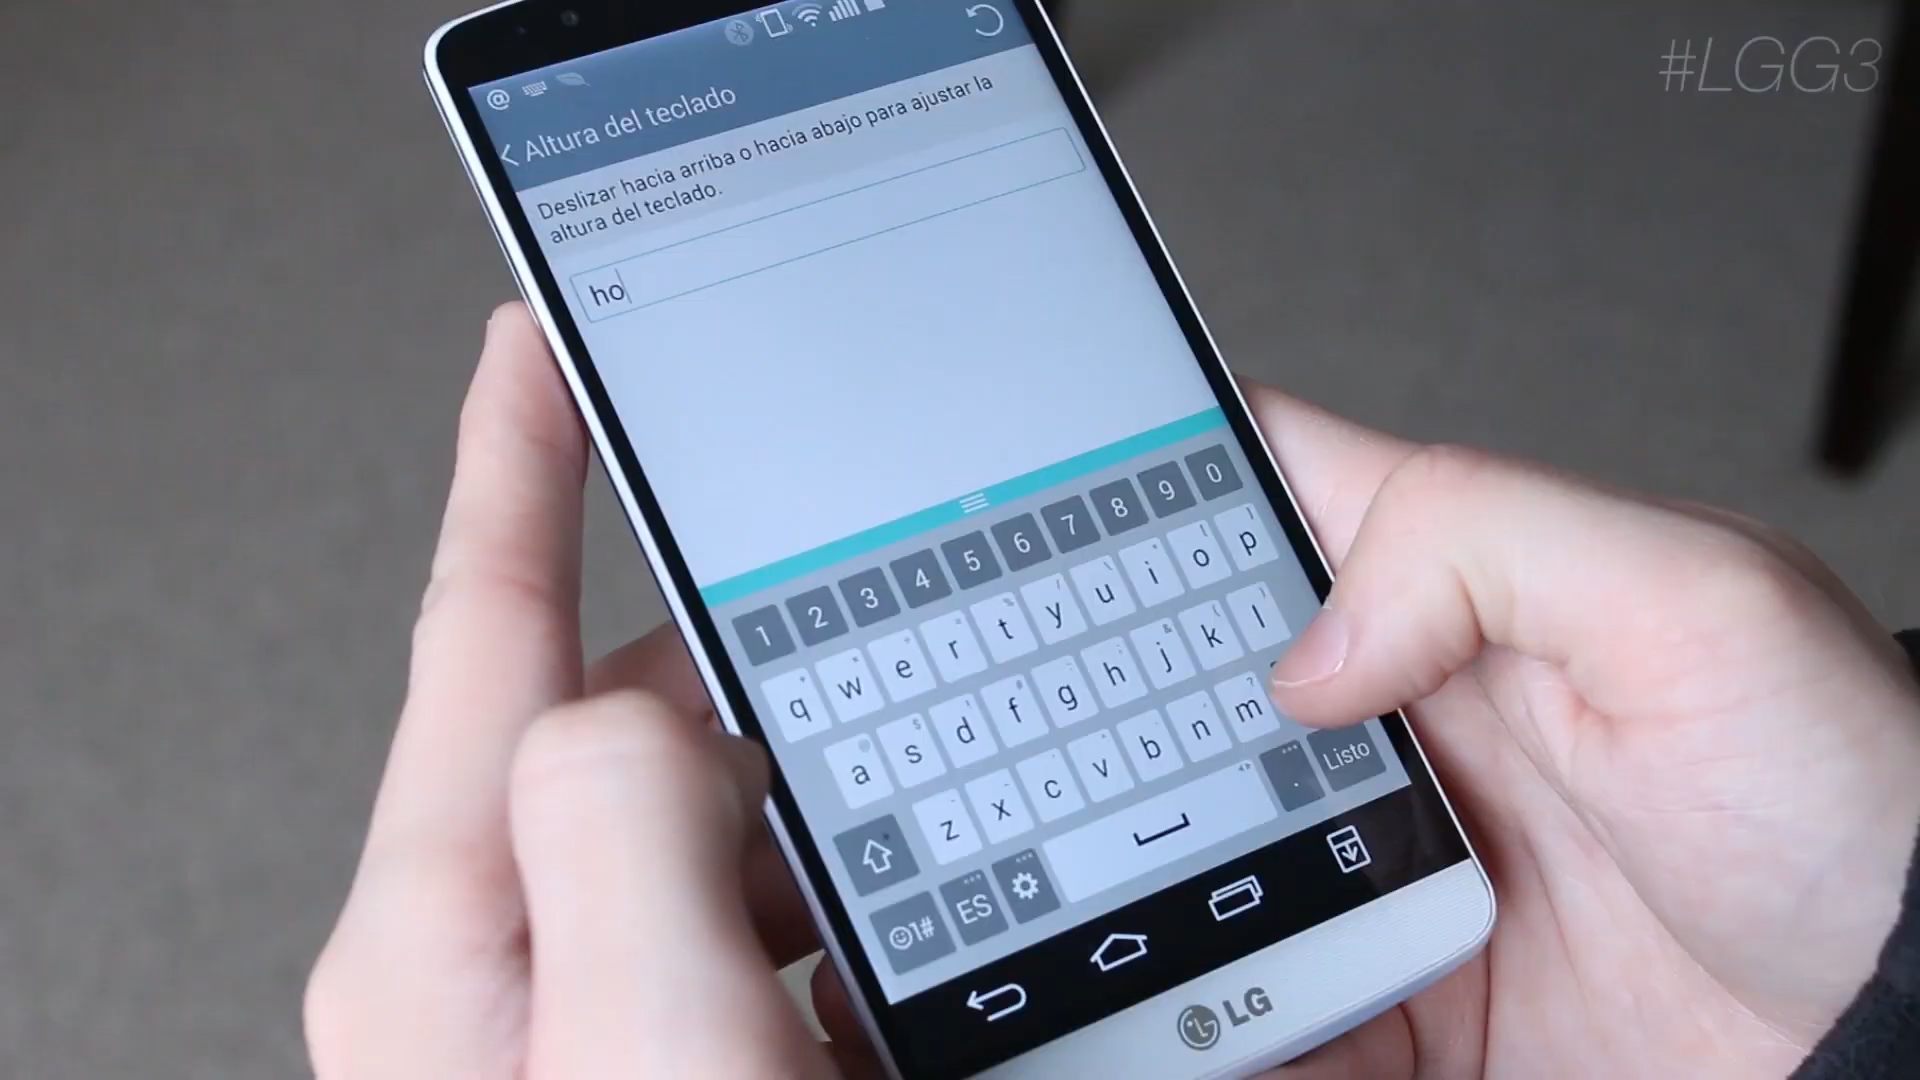 #LGG3
Altura del teclado
Deslizar hacia arriba o hacia abajo para ajustar la
altura del teclado.
ho
1 2 3 4 5 6 7 8 9 0
q w e r t y u i o p
a s d f g h j k l
z x c v b n m
1# ES . Listo
LG